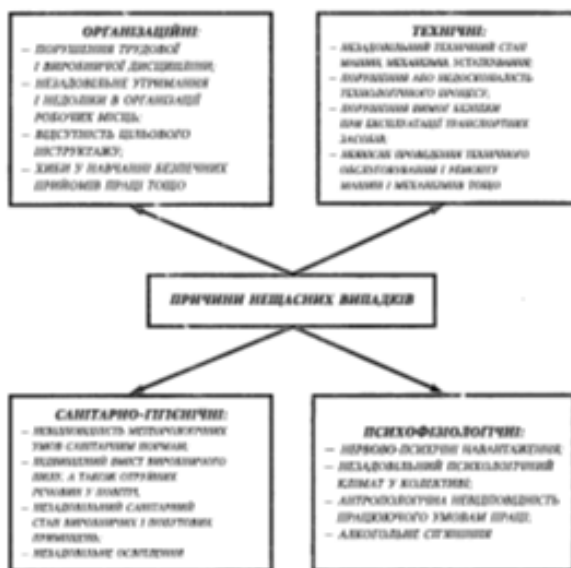 ОРГАНІЗАЦІЙНІ:
– ПОРУШЕННЯ ТРУДОВОЇ
І ВИРОБНИЧОЇ ДИСЦИПЛІНИ;
– НЕЗАДОВІЛЬНЕ УТРИМАННЯ
І НЕДОЛІКИ В ОРГАНІЗАЦІЇ
РОБОЧИХ МІСЦЬ;
– ВІДСУТНІСТЬ ЦІЛЬОВОГО
ІНСТРУКТАЖУ;
– ХИБИ У НАВЧАННІ БЕЗПЕЧНИХ
ПРИЙОМІВ ПРАЦІ ТОЩО
ТЕХНІЧНІ:
– НЕЗАДОВІЛЬНИЙ ТЕХНІЧНИЙ СТАН
МАШИН, МЕХАНІЗМІВ, УСТАТКУВАННЯ;
– ПОРУШЕННЯ АБО НЕДОСКОНАЛІСТЬ
ТЕХНОЛОГІЧНОГО ПРОЦЕСУ;
– ПОРУШЕННЯ ВИМОГ БЕЗПЕКИ
ПРИ ЕКСПЛУАТАЦІЇ ТРАНСПОРТНИХ
ЗАСОБІВ;
– ПРОВЕДЕННЯ ТЕХНІЧНОГО
ОБСЛУГОВУВАННЯ І РЕМОНТУ
МАШИН І МЕХАНІЗМІВ ТОЩО
ПРИЧИНИ НЕЩАСНИХ ВИПАДКІВ
САНІТАРНО-ГІГІЄНІЧНІ:
– НЕВІДПОВІДНІСТЬ МЕТЕОРОЛОГІЧНИХ
УМОВ САНІТАРНИМ НОРМАМ;
– ПІДВИЩЕНИЙ ВМІСТ ВИРОБНИЧОГО
ПИЛУ, А ТАКОЖ ОТРУЙНИХ
РЕЧОВИН У ПОВІТРІ,
– НЕЗАДОВІЛЬНИЙ САНІТАРНИЙ
СТАН ВИРОБНИЧИХ І ПОБУТОВИХ
ПРИМІЩЕНЬ;
– НЕЗАДОВІЛЬНЕ ОСВІТЛЕННЯ
ПСИХОФІЗІОЛОГІЧНІ:
– НЕРВОВО-ПСИХІЧНІ НАВАНТАЖЕННЯ;
– НЕЗАДОВІЛЬНИЙ ПСИХОЛОГІЧНИЙ
КЛІМАТ У КОЛЕКТИВІ;
– АНТРОПОЛОГІЧНА НЕВІДПОВІДНІСТЬ
ПРАЦЮЮЧОГО УМОВАМ ПРАЦІ;
– АЛКОГОЛЬНЕ СП'ЯНІННЯ